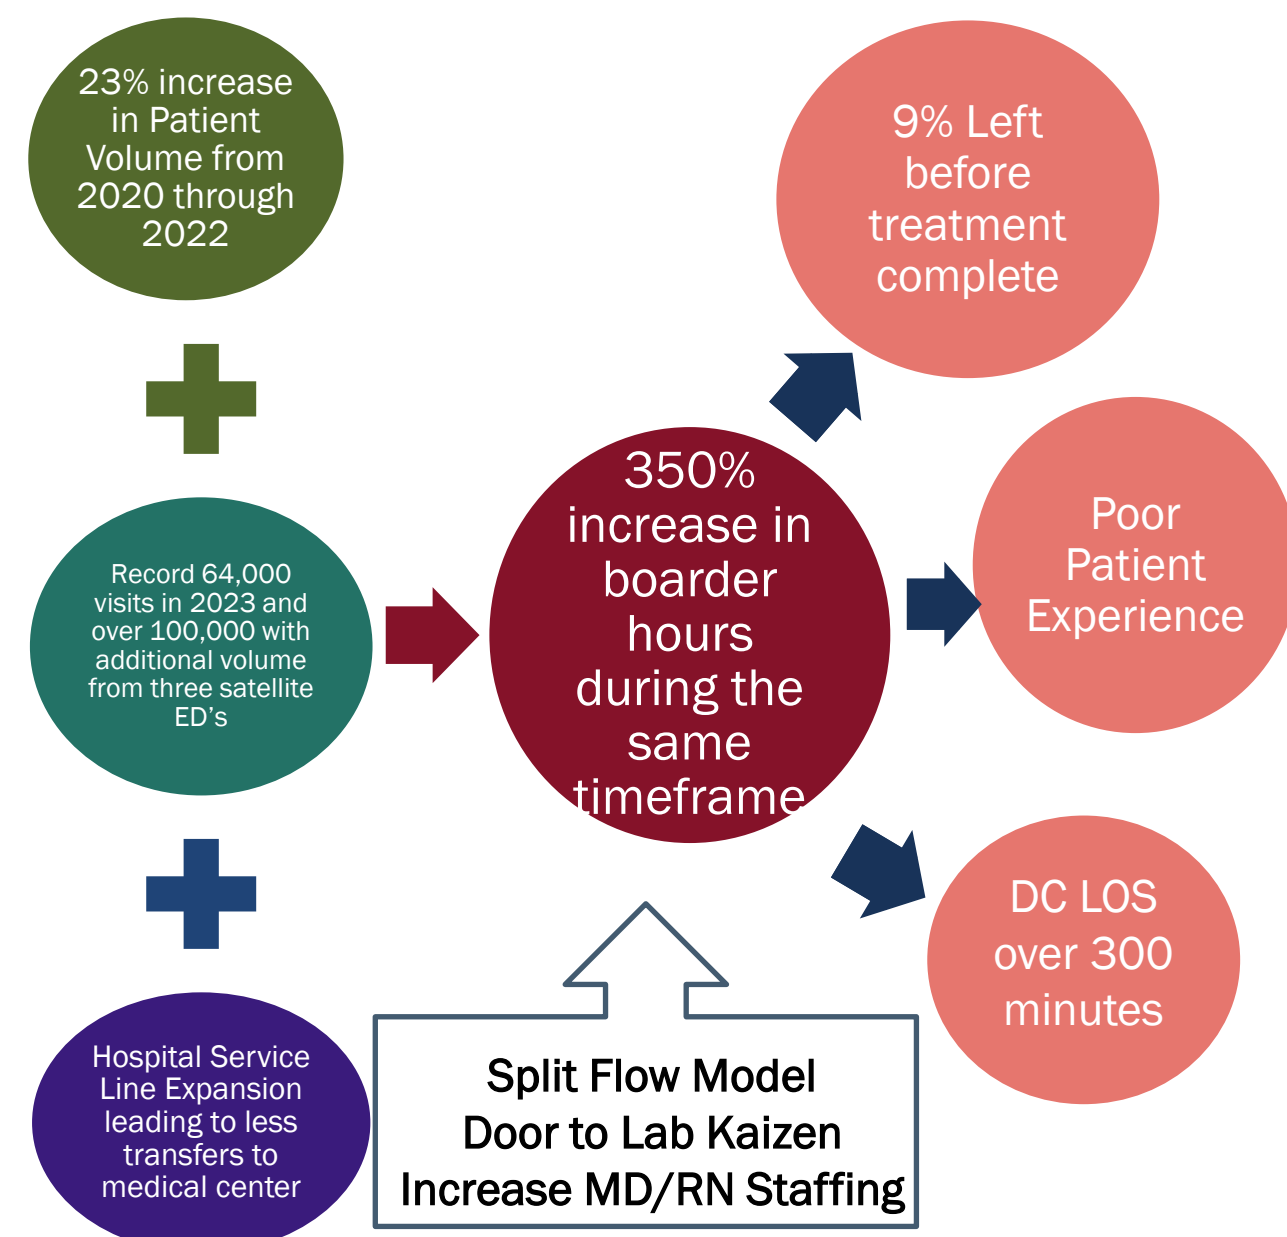 23% increase
in Patient
Volume from
2020 through
2022
Record 64,000
visits in 2023 and
over 100,000 with
additional volume
from three satellite
ED’s
Hospital Service
Line Expansion
leading to less
transfers to
medical center
350%
increase in
boarder
hours
during the
same
timeframe
9% Left
before
treatment
complete
Poor
Patient
Experience
DC LOS
over 300
minutes
Split Flow Model
Door to Lab Kaizen
Increase MD/RN Staffing